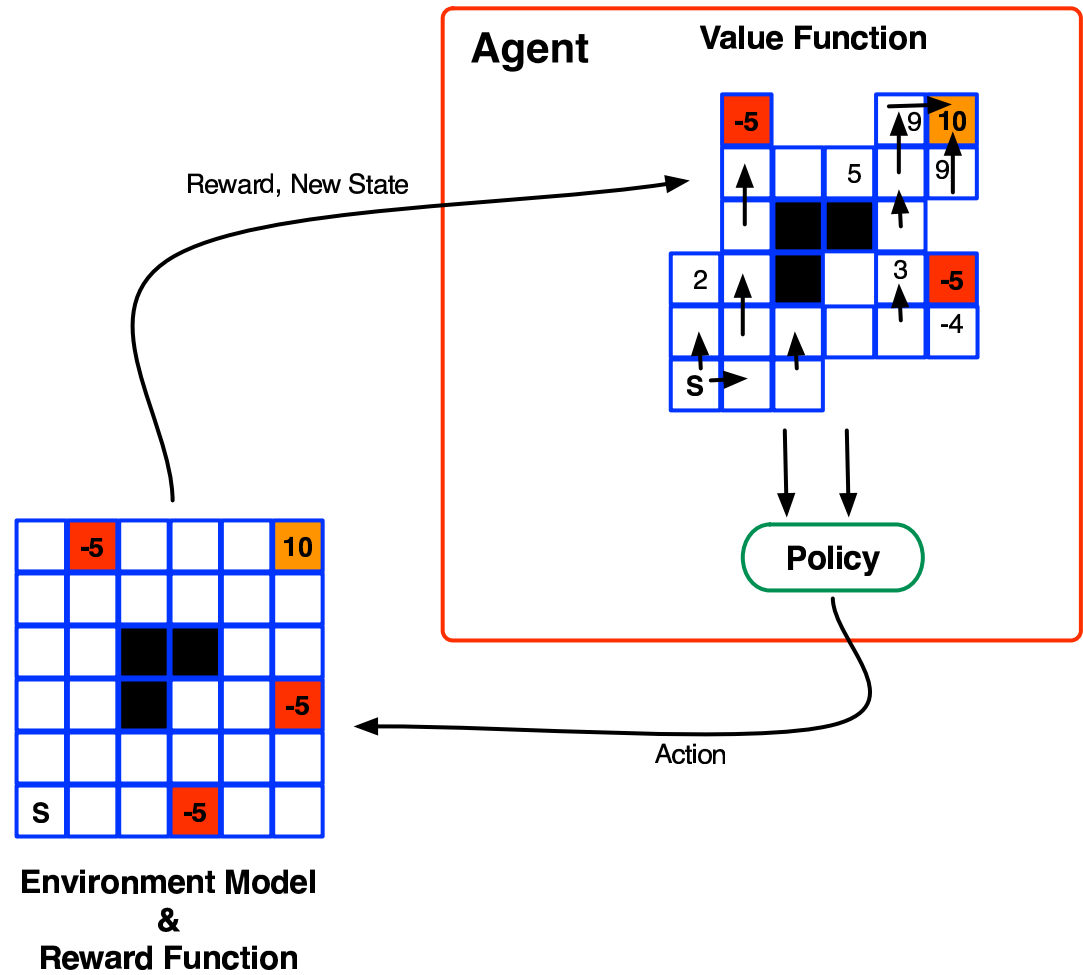 Agent
Value Function
-5
9
10
5
9
2
3
-5
-4
S
Reward, New State
Policy
Action
-5
10
-5
S
-5
Environment Model
&
Reward Function